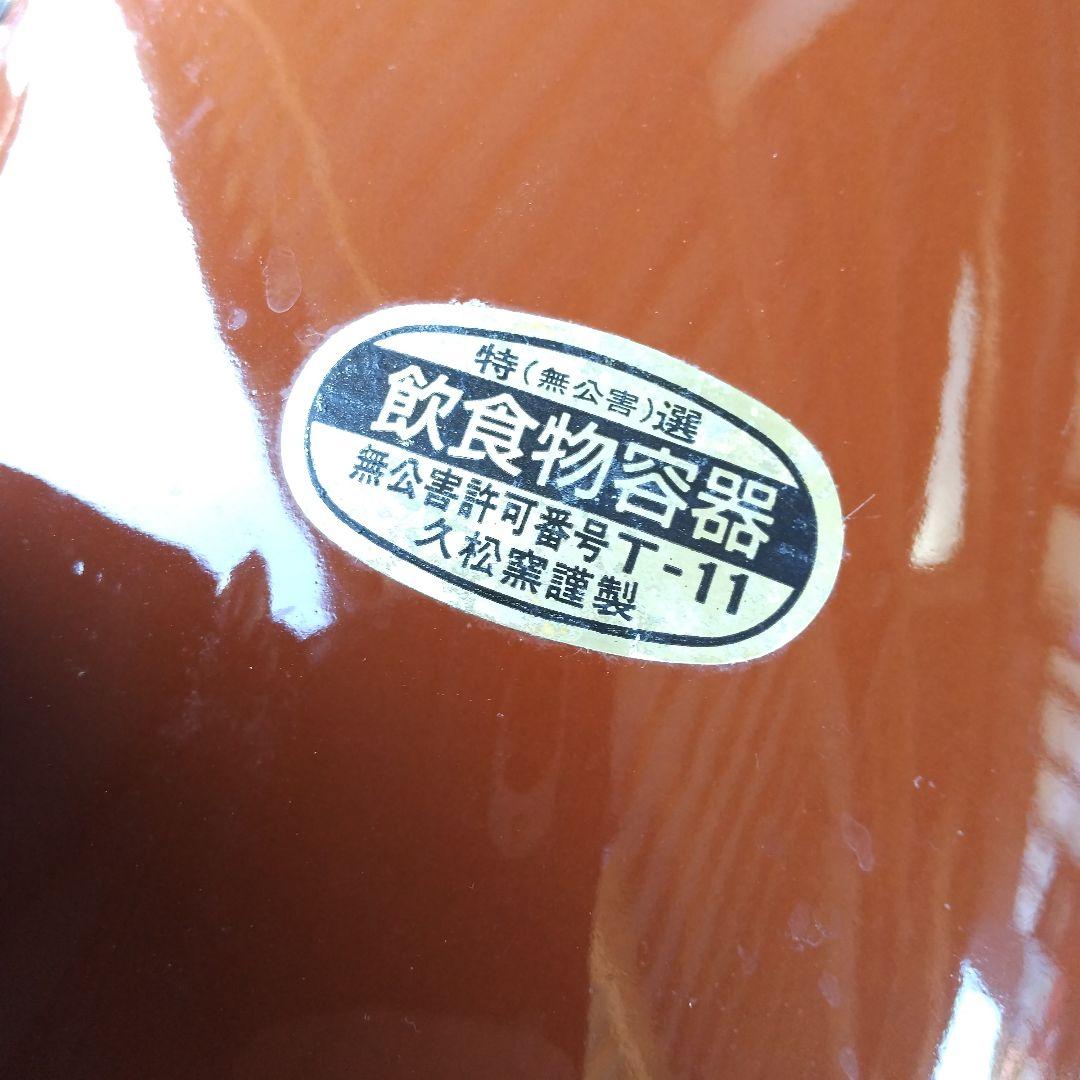 特(無公害)選
飲食物容器
無公害許可番号T-11
久松窯謹製